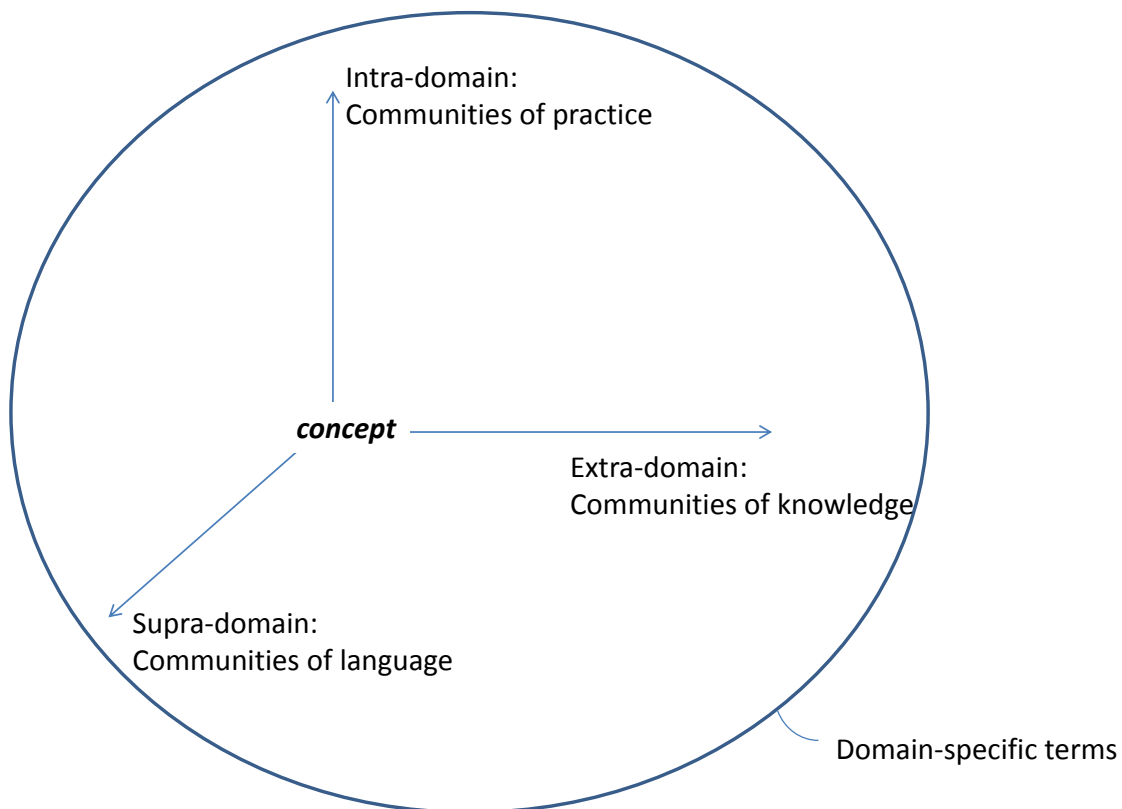 Intra-domain:
Communities of practice
concept
Extra-domain:
Communities of knowledge
Supra-domain:
Communities of language
Domain-specific terms